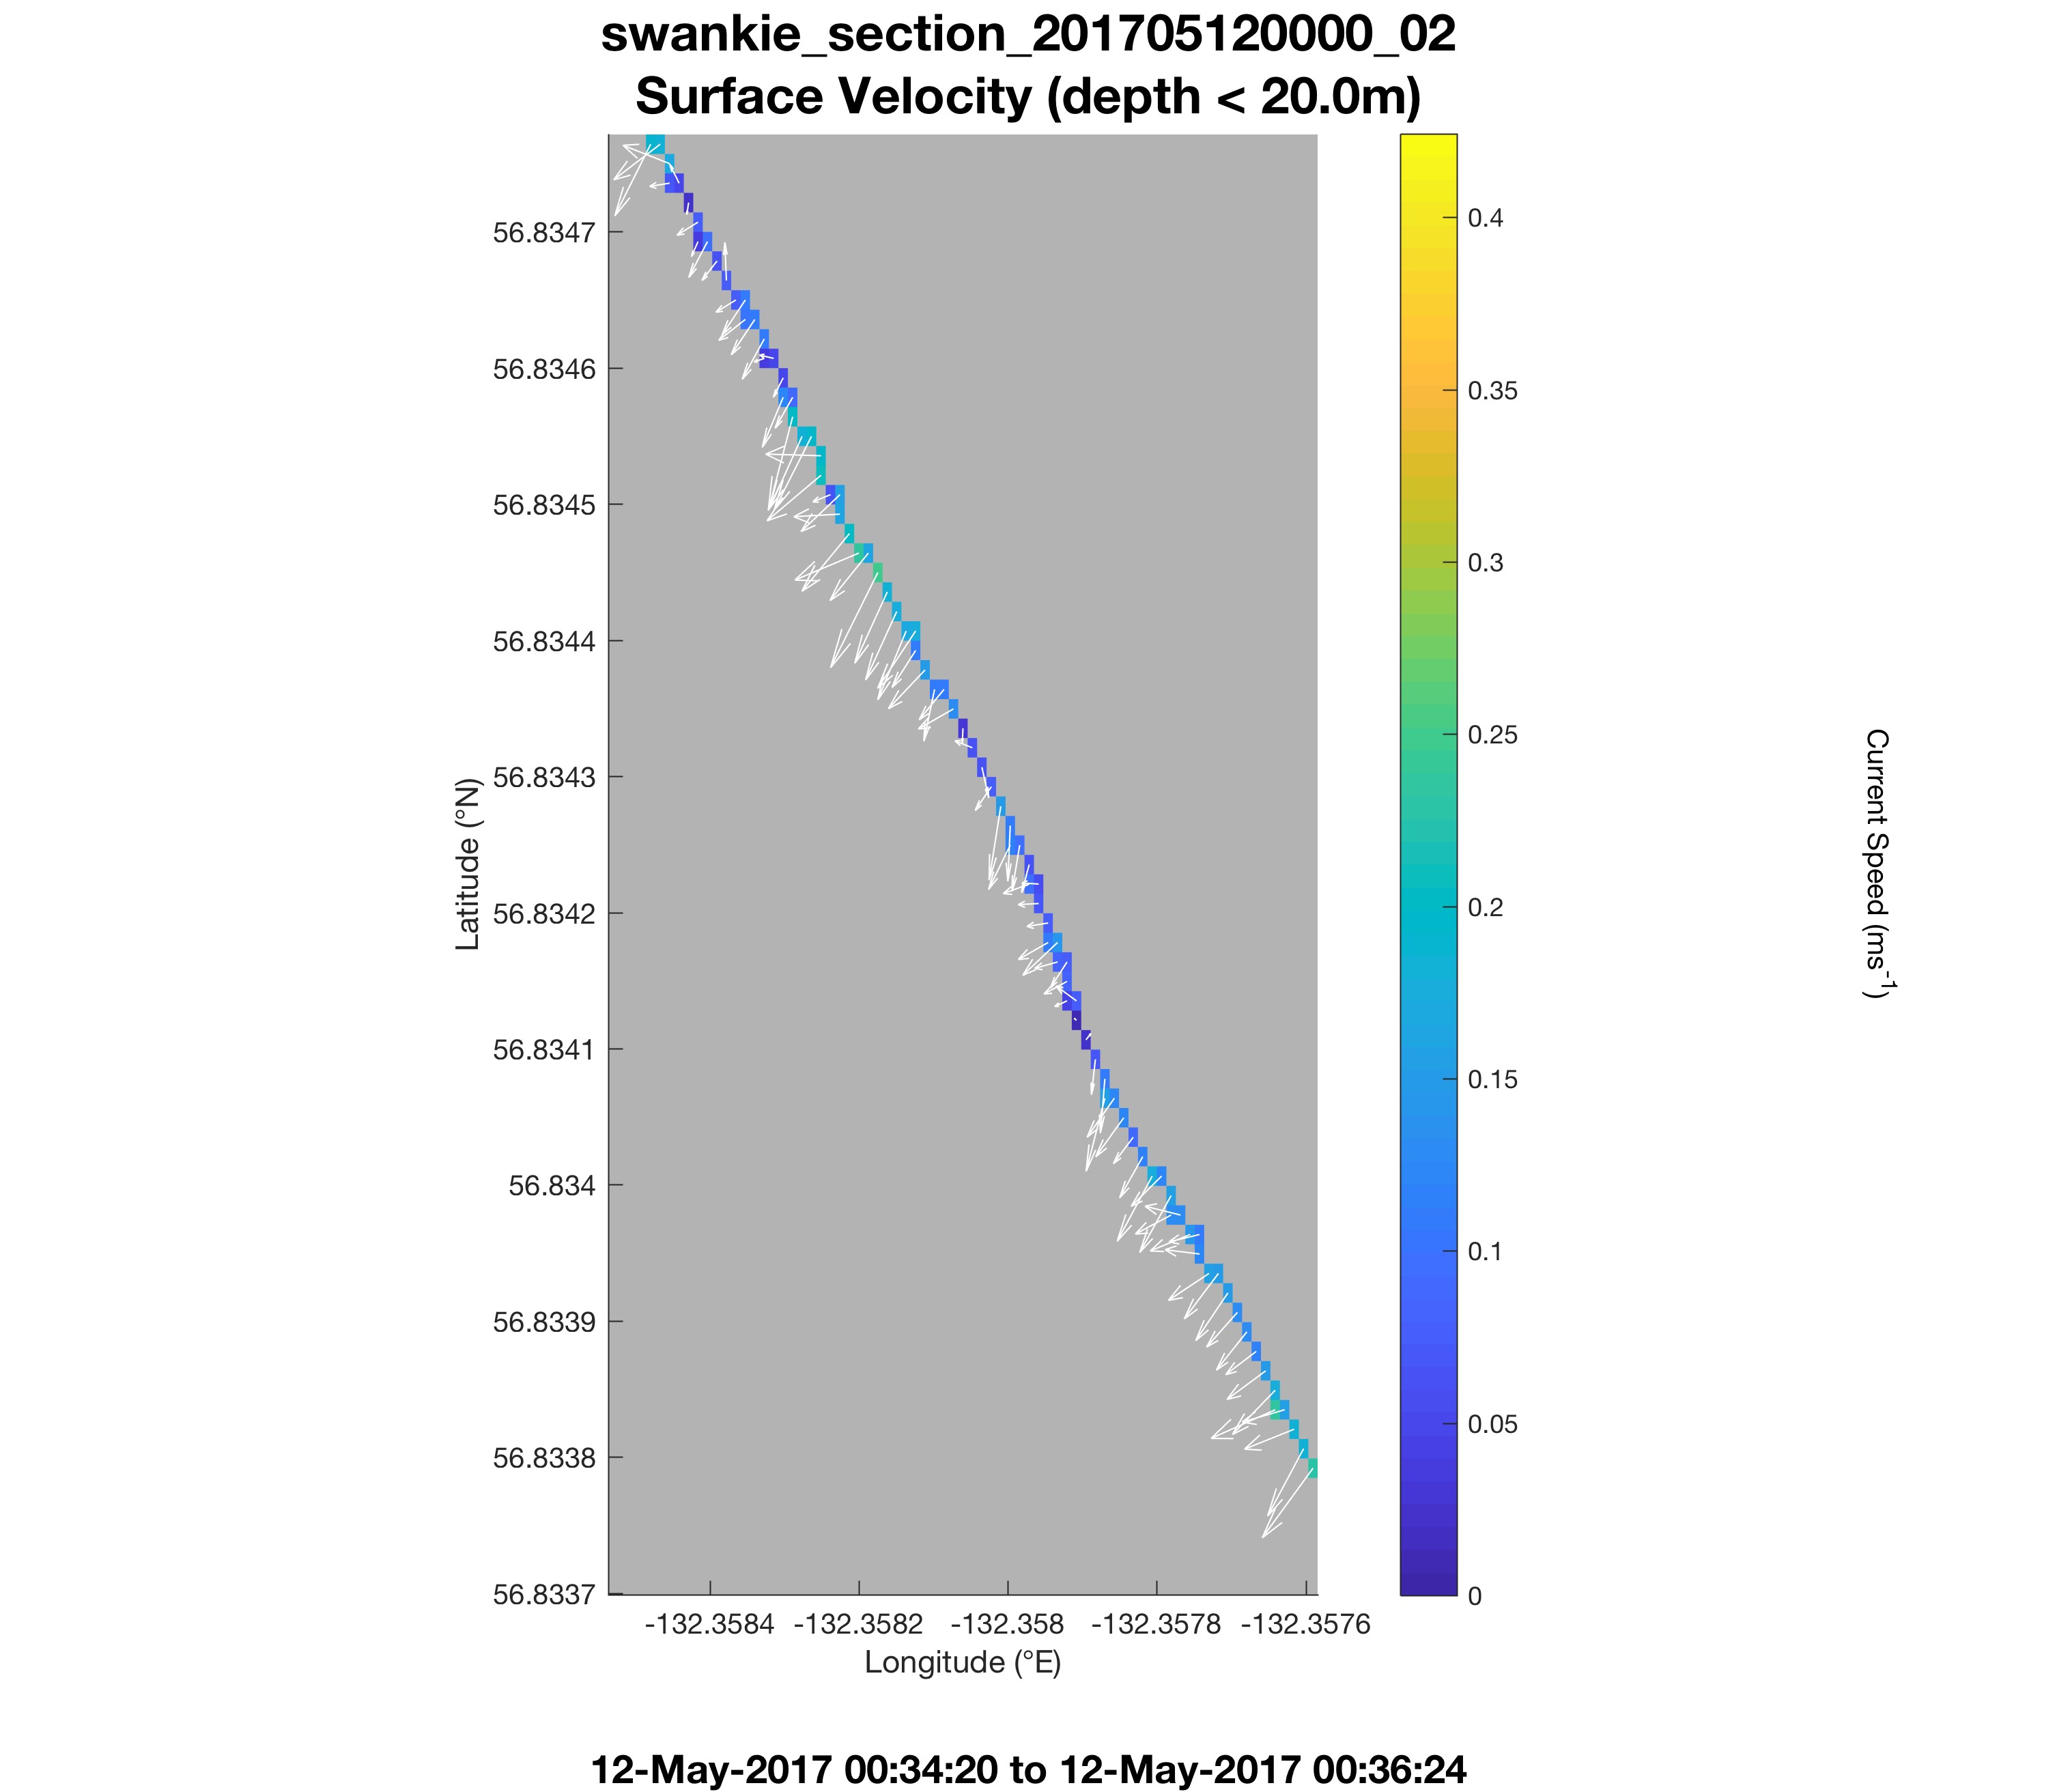 swankie_section_201705120000_02
Surface Velocity (depth < 20.0m)
56.8347
56.8346
56.8345
56.8344
56.8343
56.8342
56.8341
56.834
56.8339
56.8338
56.8337
Latitude (°N)
-132.3584 -132.3582 -132.358 -132.3578 -132.3576
Longitude (°E)
0.4
0.35
0.3
0.25
0.2
0.15
0.1
0.05
0
Current Speed (ms⁻¹)
12-May-2017 00:34:20 to 12-May-2017 00:36:24